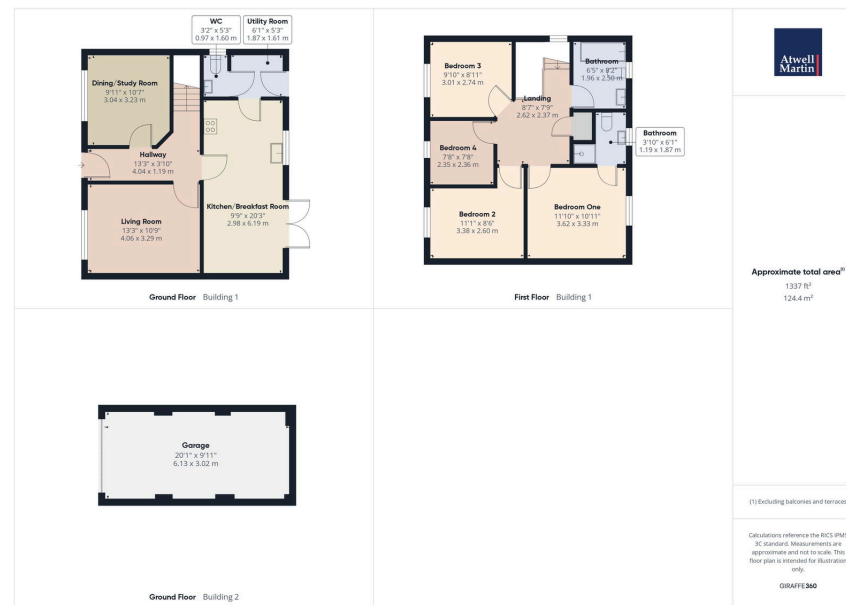 WC
3'2" x 5'3"
0.97 x 1.60 m
Utility Room
6'1" x 5'3"
1.87 x 1.61 m
Dining/Study Room
9'11" x 10'7"
3.04 x 3.23 m
Hallway
13'3" x 3'10"
4.04 x 1.19 m
Kitchen/Breakfast Room
9'9" x 20'3"
2.98 x 6.19 m
Living Room
13'3" x 10'9"
4.06 x 3.29 m
Ground Floor Building 1
Bedroom 3
9'10" x 8'11"
3.01 x 2.74 m
Bathroom
6'5" x 8'2"
1.96 x 2.50 m
Landing
8'7" x 7'9"
2.62 x 2.37 m
Bathroom
3'10" x 6'1"
1.19 x 1.87 m
Bedroom 4
7'8" x 7'8"
2.35 x 2.36 m
Bedroom 2
11'1" x 8'6"
3.38 x 2.60 m
Bedroom One
11'10" x 10'11"
3.62 x 3.33 m
First Floor Building 1
Garage
20'1" x 9'11"
6.13 x 3.02 m
Ground Floor Building 2
Atwell
Martin
Approximate total area(1)
1337 ft²
124.4 m²
(1) Excluding balconies and terraces
Calculations reference the RICS IPMS
3C standard. Measurements are
approximate and not to scale. This
floor plan is intended for illustration
only.
GIRAFFE360